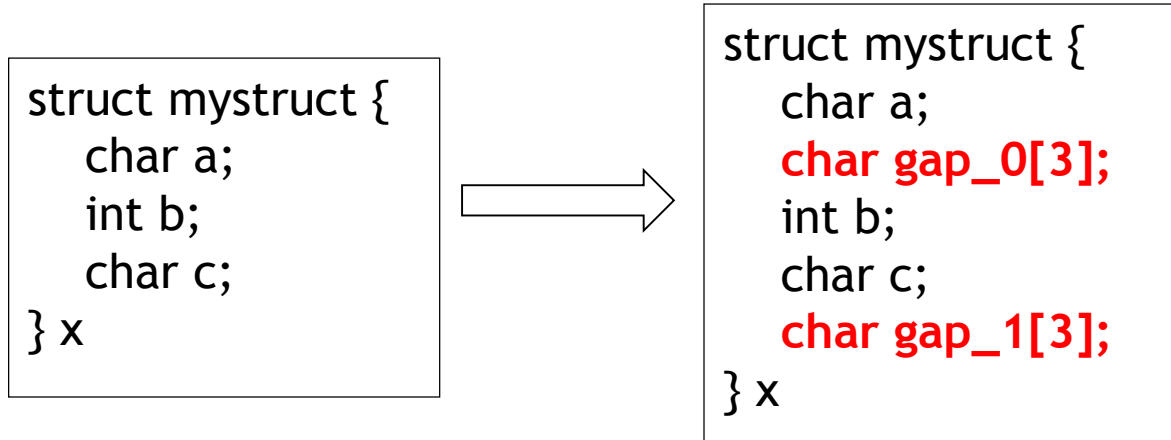 struct mystruct {
char a;
int b;
char c;
} x
struct mystruct {
char a;
char gap_0[3];
int b;
char c;
char gap_1[3];
} x